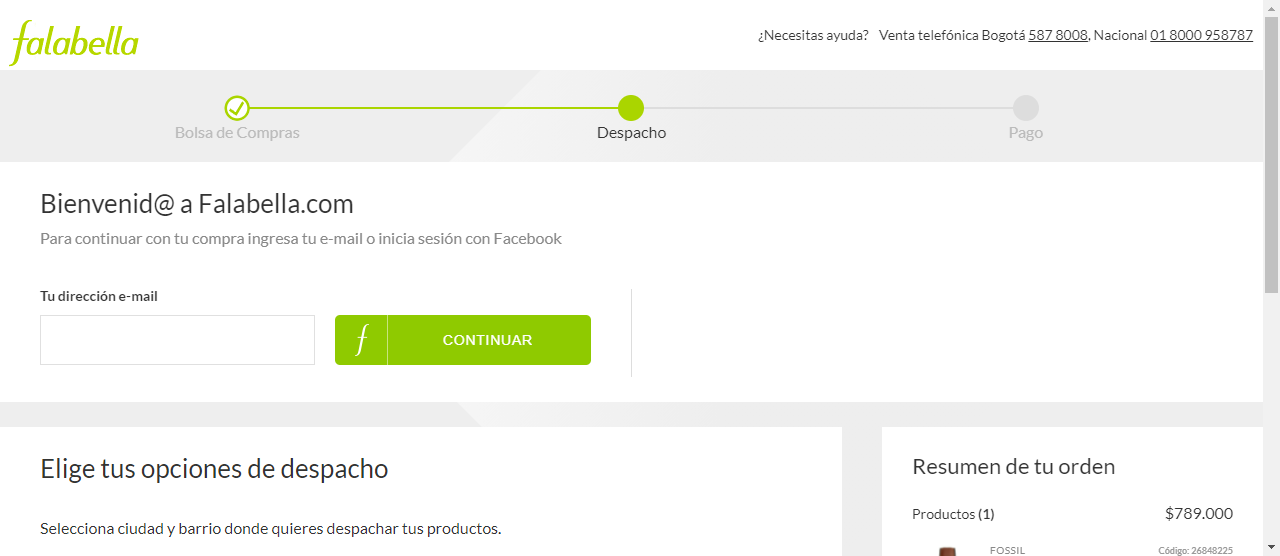 falabella
¿Necesitas ayuda? Venta telefónica Bogotá 587 8008, Nacional 01 8000 958787
Bolsa de Compras
Despacho
Pago
Bienvenid@ a Falabella.com
Para continuar con tu compra ingresa tu e-mail o inicia sesión con Facebook
Tu dirección e-mail
f CONTINUAR
Elige tus opciones de despacho
Selecciona ciudad y barrio donde quieres despachar tus productos.
Resumen de tu orden
Productos (1) $789.000
FOSSIL Código: 26848225